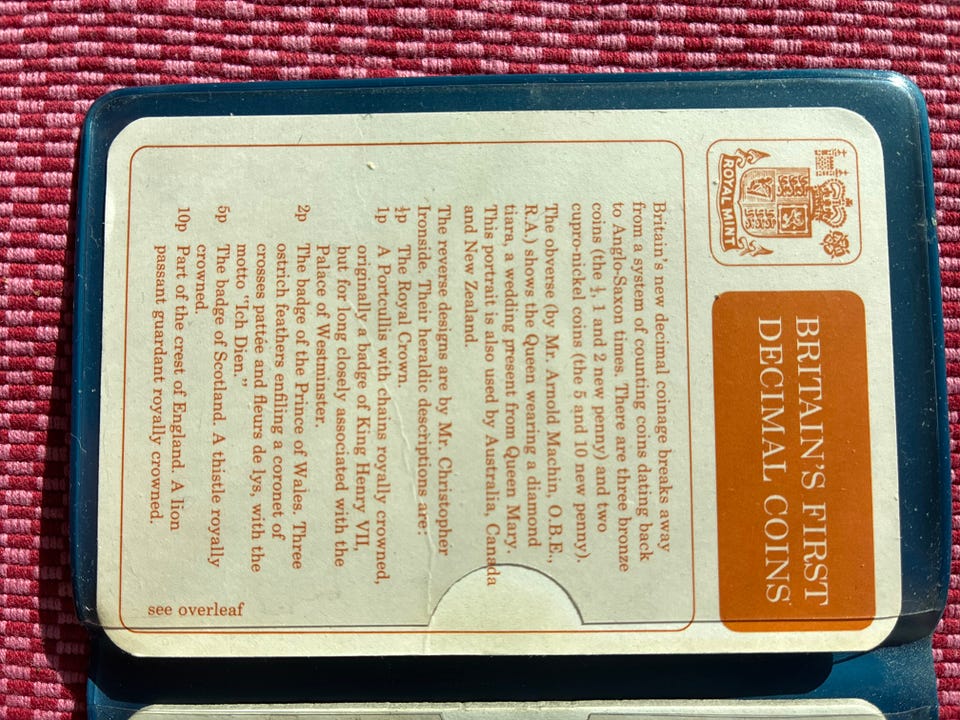 ROYAL MINT
BRITAIN'S FIRST
DECIMAL COINS
Britain's new decimal coinage breaks away
from a system of counting coins dating back
to Anglo-Saxon times. There are three bronze
coins (the ½, 1 and 2 new penny) and two
cupro-nickel coins (the 5 and 10 new penny).
The obverse (by Mr. Arnold Machin, O.B.E.,
R.A.) shows the Queen wearing a diamond
tiara, a wedding present from Queen Mary.
This portrait is also used by Australia, Canada
and New Zealand.
The reverse designs are by Mr. Christopher
Ironside. Their heraldic descriptions are:
½p The Royal Crown.
1p A Portcullis with chains royally crowned,
originally a badge of King Henry VII,
but for long closely associated with the
Palace of Westminster.
2p The badge of the Prince of Wales. Three
ostrich feathers enfiling a coronet of
crosses pattée and fleurs de lys, with the
motto "Ich Dien."
5p The badge of Scotland. A thistle royally
crowned.
10p Part of the crest of England. A lion
passant guardant royally crowned.
see overleaf